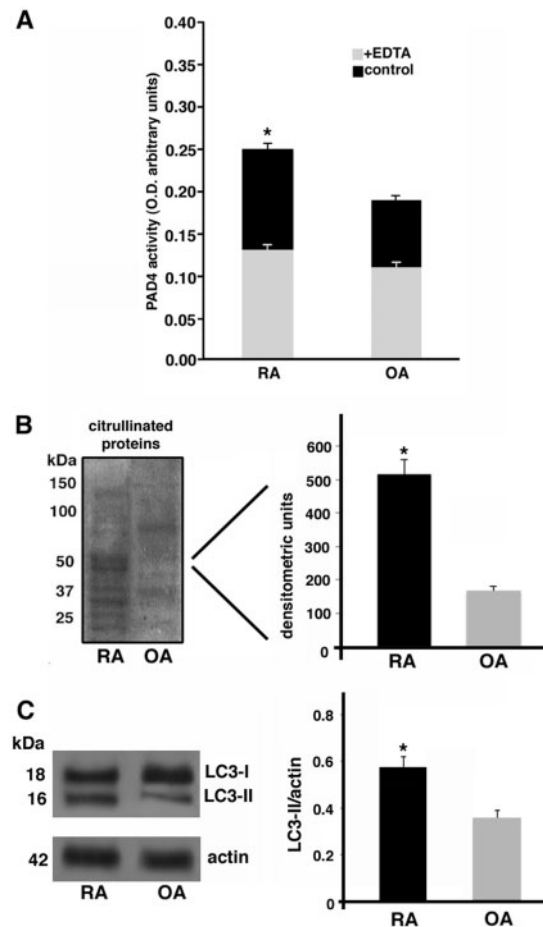 A
PAD4 activity (O.D. arbitrary units)
0.40
0.35
0.30
0.25
0.20
0.15
0.10
0.05
0.00
+EDTA
control
*
RA OA
B
citrullinated
proteins
kDa
150
100
50
37
25
RA OA
densitometric units
600
500
400
300
200
100
0
*
RA OA
C
kDa
18 LC3-I
16 LC3-II
42 actin
RA OA
LC3-II/actin
0.8
0.6
0.4
0.2
0
*
RA OA